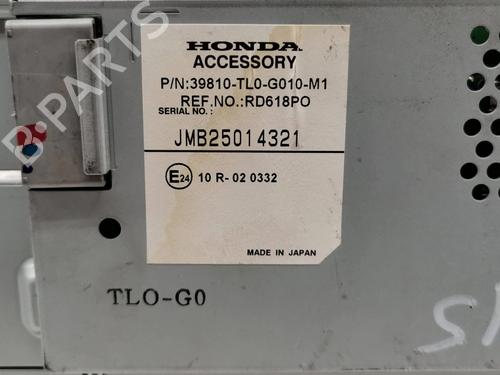 HONDA
ACCESSORY
P/N:39810-TL0-G010-M1
REF.NO.:RD618PO
SERIAL NO.:
JMB25014321
E24 10 R-02 0332
MADE IN JAPAN
TLO-G0